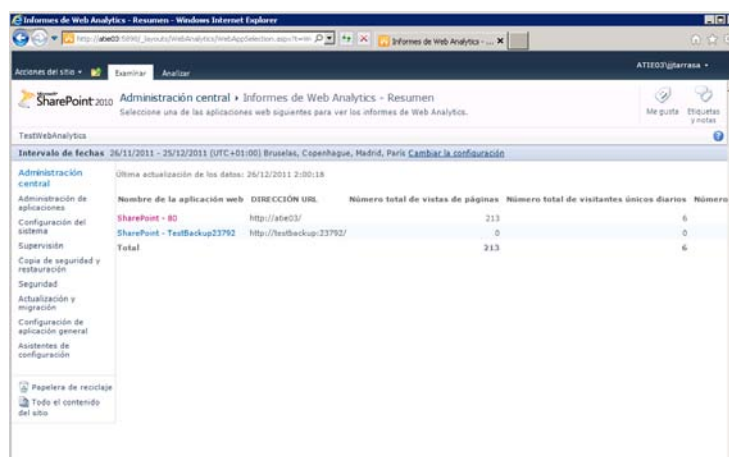 Informes de Web Analytics - Resumen - Windows Internet Explorer
Informes de Web Analytics - ...
Acciones del sitio
Examinar
Analizar
ATIE03\jjtarrasa
Microsoft
SharePoint 2010
Administración central ▸ Informes de Web Analytics - Resumen
Seleccione una de las aplicaciones web siguientes para ver los informes de Web Analytics.
Me gusta
Etiquetas y notas
TestWebAnalytics
Intervalo de fechas 26/11/2011 - 25/12/2011 (UTC+01:00) Bruselas, Copenhague, Madrid, París Cambiar la configuración
Administración
central
Administración de
aplicaciones
Configuración del
sistema
Supervisión
Copia de seguridad y
restauración
Seguridad
Actualización y
migración
Configuración de
aplicación general
Asistentes de
configuración
Papelera de reciclaje
Todo el contenido
del sitio
Última actualización de los datos: 26/12/2011 2:00:18
Nombre de la aplicación web DIRECCIÓN URL Número total de vistas de páginas Número total de visitantes únicos diarios Número
SharePoint - 80 http://atie03/ 213 6
SharePoint - TestBackup23792 http://testbackup:23792/ 0 0
Total 213 6